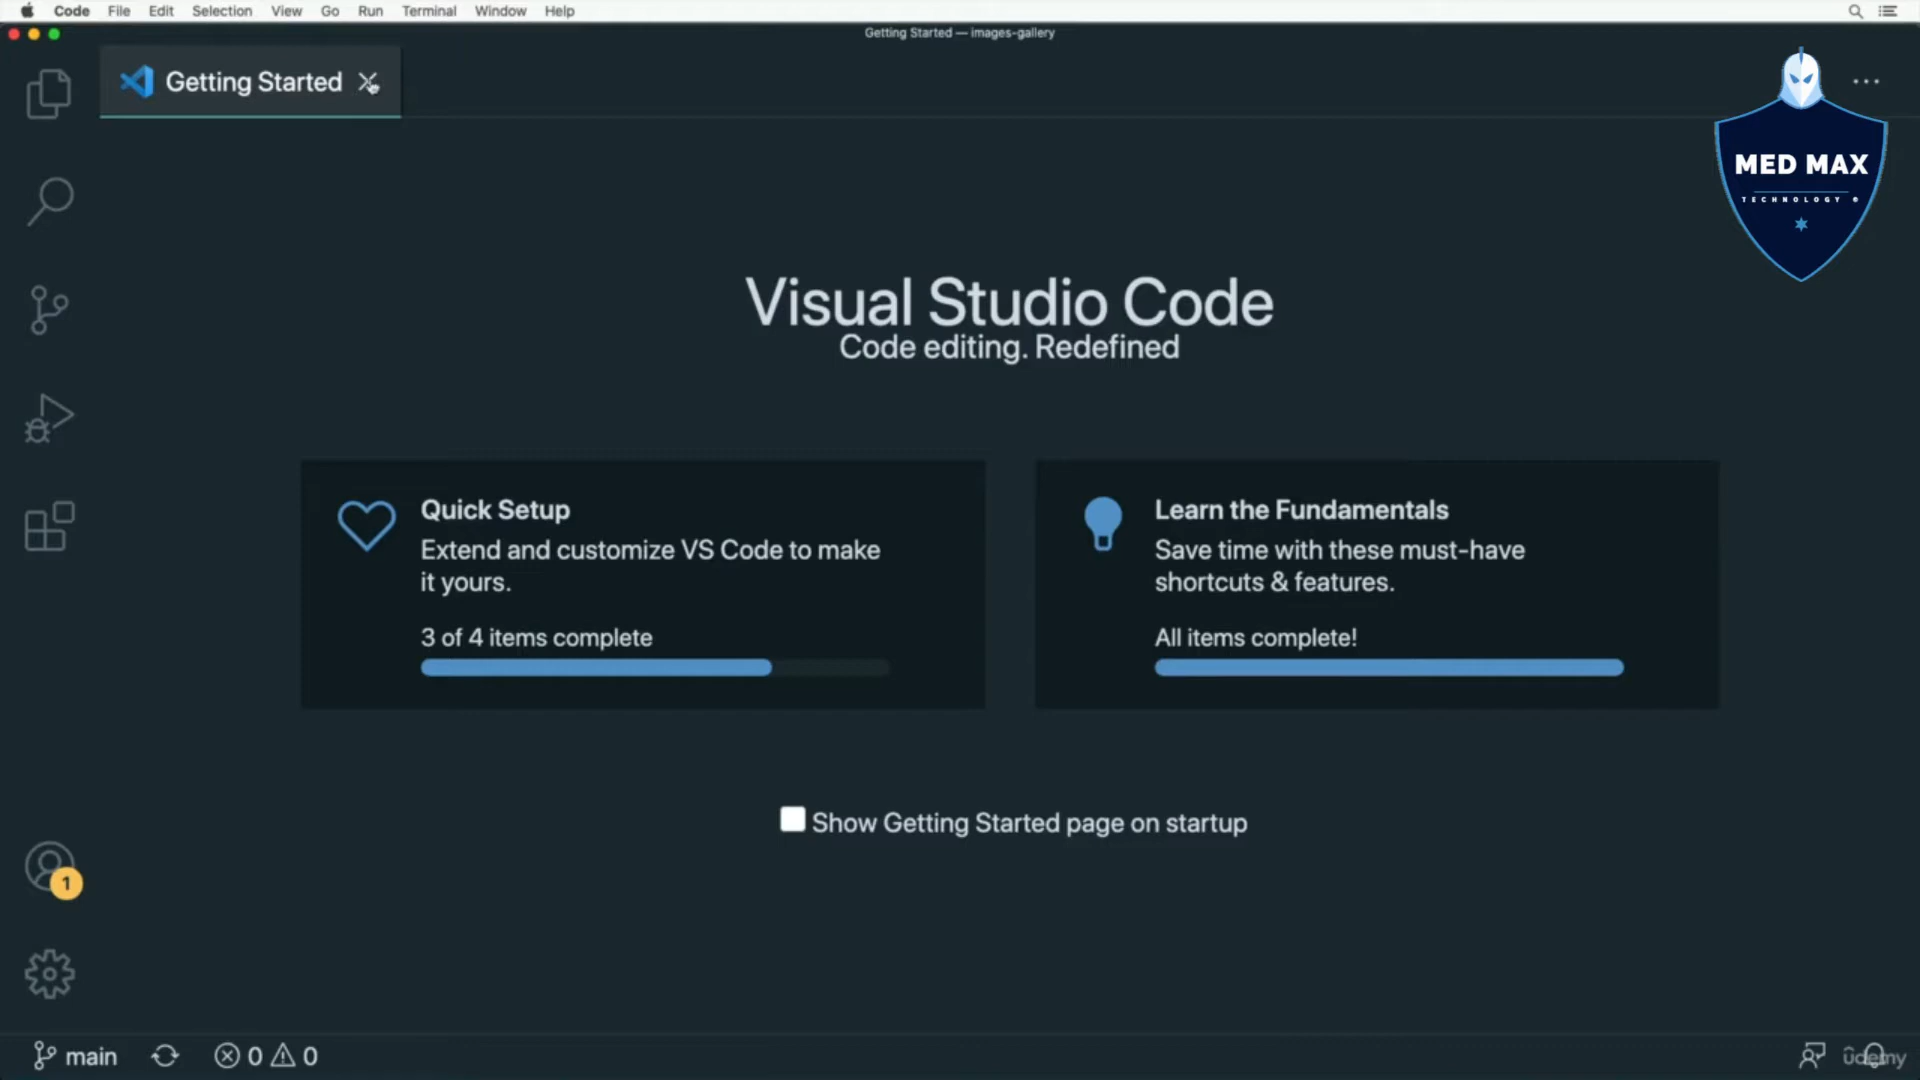 Code File Edit Selection View Go Run Terminal Window Help
Getting Started — images-gallery
Getting Started
MED MAX
TECHNOLOGY
Visual Studio Code
Code editing. Redefined
Quick Setup
Extend and customize VS Code to make
it yours.
3 of 4 items complete
Learn the Fundamentals
Save time with these must-have
shortcuts & features.
All items complete!
Show Getting Started page on startup
1
main 0 0
udemy